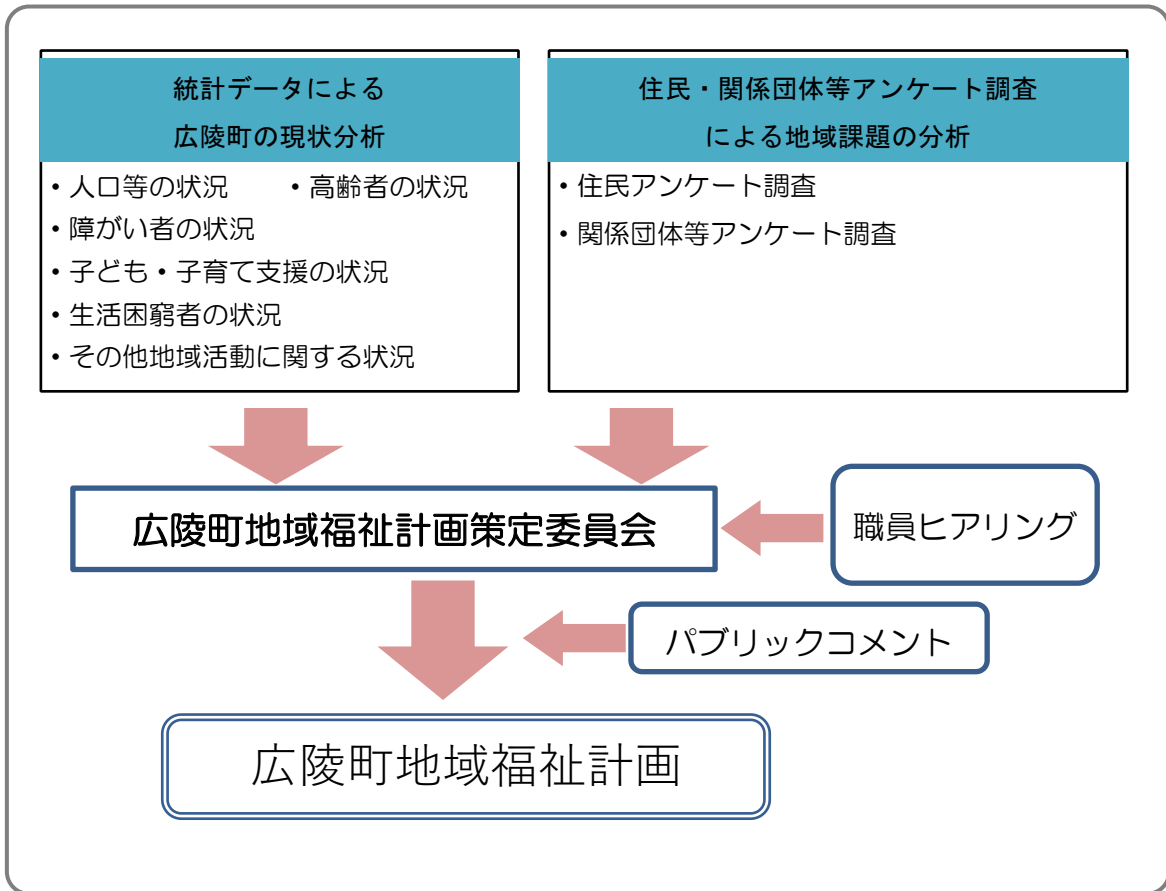 統計データによる
広陵町の現状分析
・人口等の状況　　・高齢者の状況
・障がい者の状況
・子ども・子育て支援の状況
・生活困窮者の状況
・その他地域活動に関する状況
住民・関係団体等アンケート調査
による地域課題の分析
・住民アンケート調査
・関係団体等アンケート調査
広陵町地域福祉計画策定委員会
職員ヒアリング
パブリックコメント
広陵町地域福祉計画